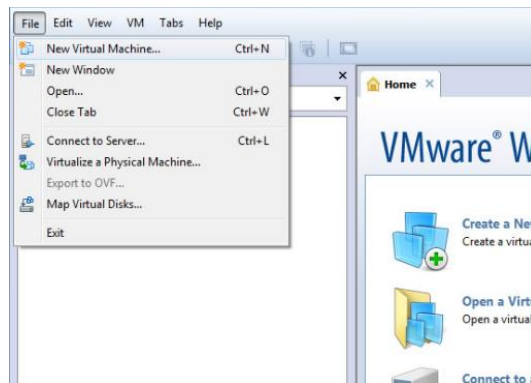 File Edit View VM Tabs Help
New Virtual Machine... Ctrl+N
New Window
Open... Ctrl+O
Close Tab Ctrl+W
Connect to Server... Ctrl+L
Virtualize a Physical Machine...
Export to OVF...
Map Virtual Disks...
Exit
Home
VMware® W
Create a Ne
Create a virtua
Open a Virt
Open a virtual
Connect to a